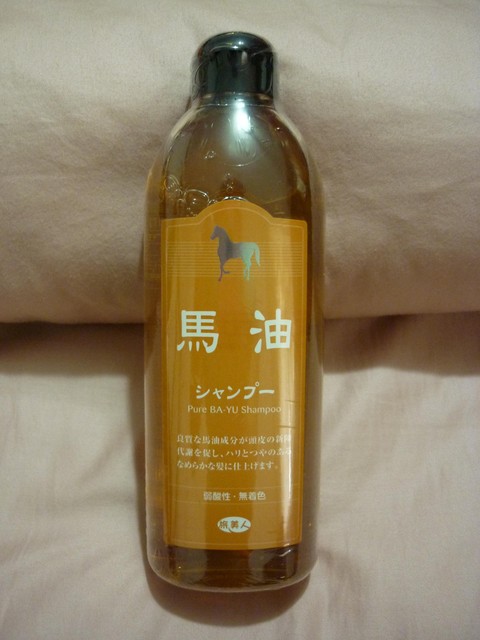 馬油
シャンプー
Pure BA-YU Shampoo
良質な馬油成分が頭皮の新陳
代謝を促し、ハリとつやのある
なめらかな髪に仕上げます。
弱酸性・無着色
旅美人